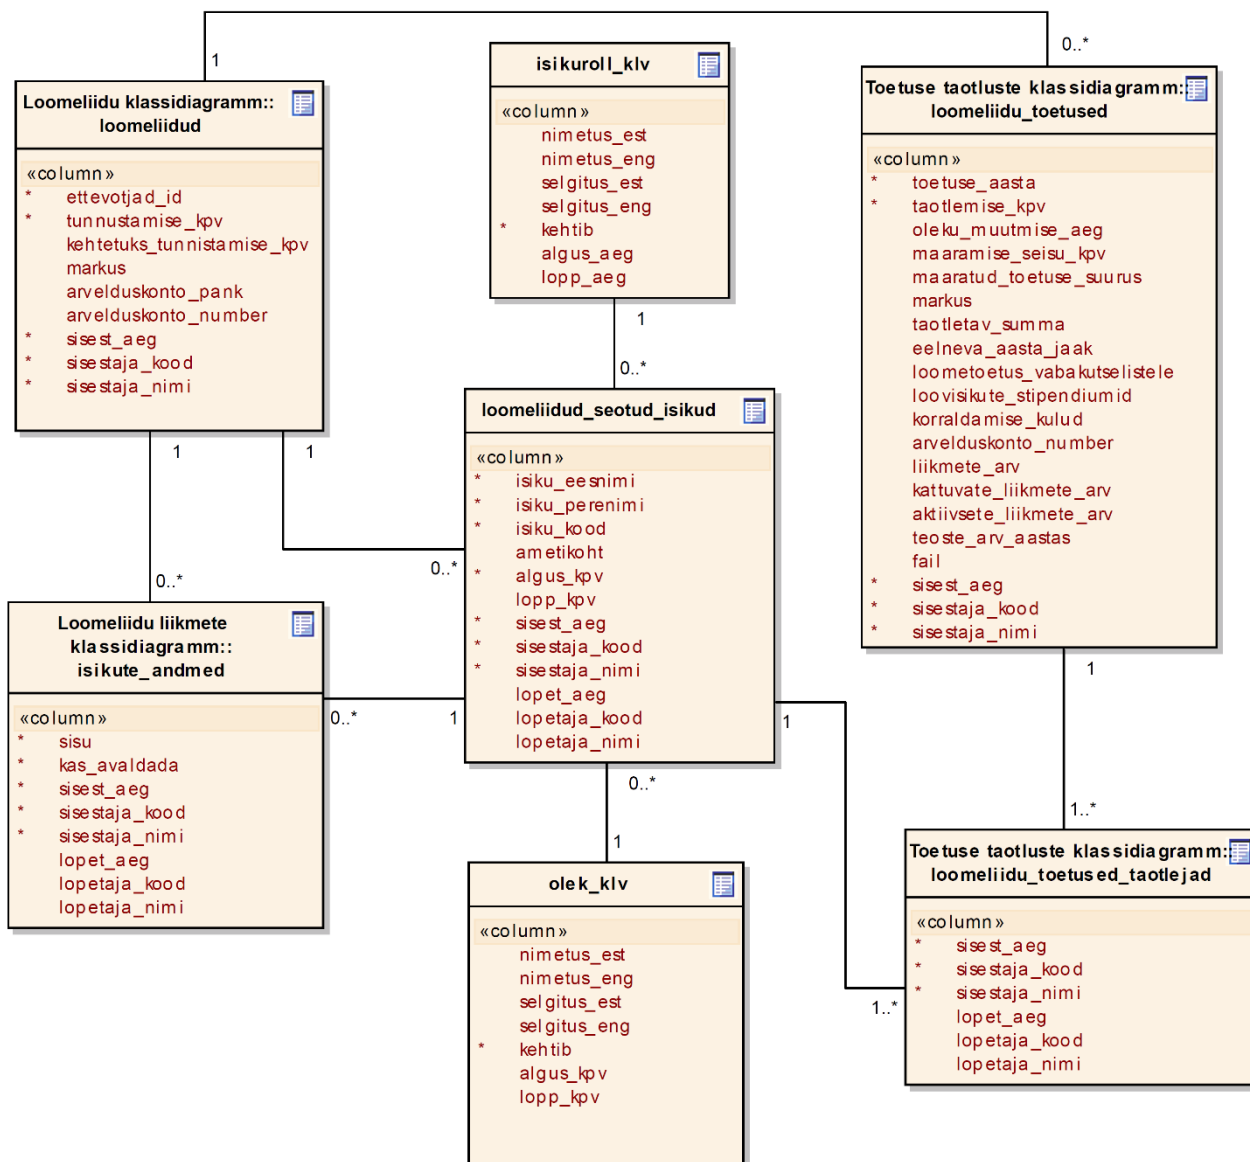 1
0..*
Loomeliidu klassidiagramm::
loomeliidud
«column»
* ettevotjad_id
* tunnustamise_kpv
kehtetuks_tunnistamise_kpv
markus
arvelduskonto_pank
arvelduskonto_number
* sisest_aeg
* sisestaja_kood
* sisestaja_nimi
isikuroll_klv
«column»
nimetus_est
nimetus_eng
selgitus_est
selgitus_eng
* kehtib
algus_aeg
lopp_aeg
Toetuse taotluste klassidiagramm::
loomeliidu_toetused
«column»
* toetuse_aasta
* taotlemise_kpv
oleku_muutmise_aeg
maaramise_seisu_kpv
maaratud_toetuse_suurus
markus
taotletav_summa
eelneva_aasta_jaak
loometoetus_vabakutselistele
loovisikute_stipendiumid
korraldamise_kulud
arvelduskonto_number
liikmete_arv
kattuvate_liikmete_arv
aktiivsete_liikmete_arv
teoste_arv_aastas
fail
* sisest_aeg
* sisestaja_kood
* sisestaja_nimi
1
0..*
1
1
0..*
0..*
loomeliidud_seotud_isikud
«column»
* isiku_eesnimi
* isiku_perenimi
* isiku_kood
ametikoht
* algus_kpv
lopp_kpv
* sisest_aeg
* sisestaja_kood
* sisestaja_nimi
lopet_aeg
lopetaja_kood
lopetaja_nimi
Loomeliidu liikmete
klassidiagramm::
isikute_andmed
«column»
* sisu
* kas_avaldada
* sisest_aeg
* sisestaja_kood
* sisestaja_nimi
lopet_aeg
lopetaja_kood
lopetaja_nimi
0..*
1
1
1
1..*
1..*
0..*
1
olek_klv
«column»
nimetus_est
nimetus_eng
selgitus_est
selgitus_eng
* kehtib
algus_kpv
lopp_kpv
Toetuse taotluste klassidiagramm::
loomeliidu_toetused_taotlejad
«column»
* sisest_aeg
* sisestaja_kood
* sisestaja_nimi
lopet_aeg
lopetaja_kood
lopetaja_nimi